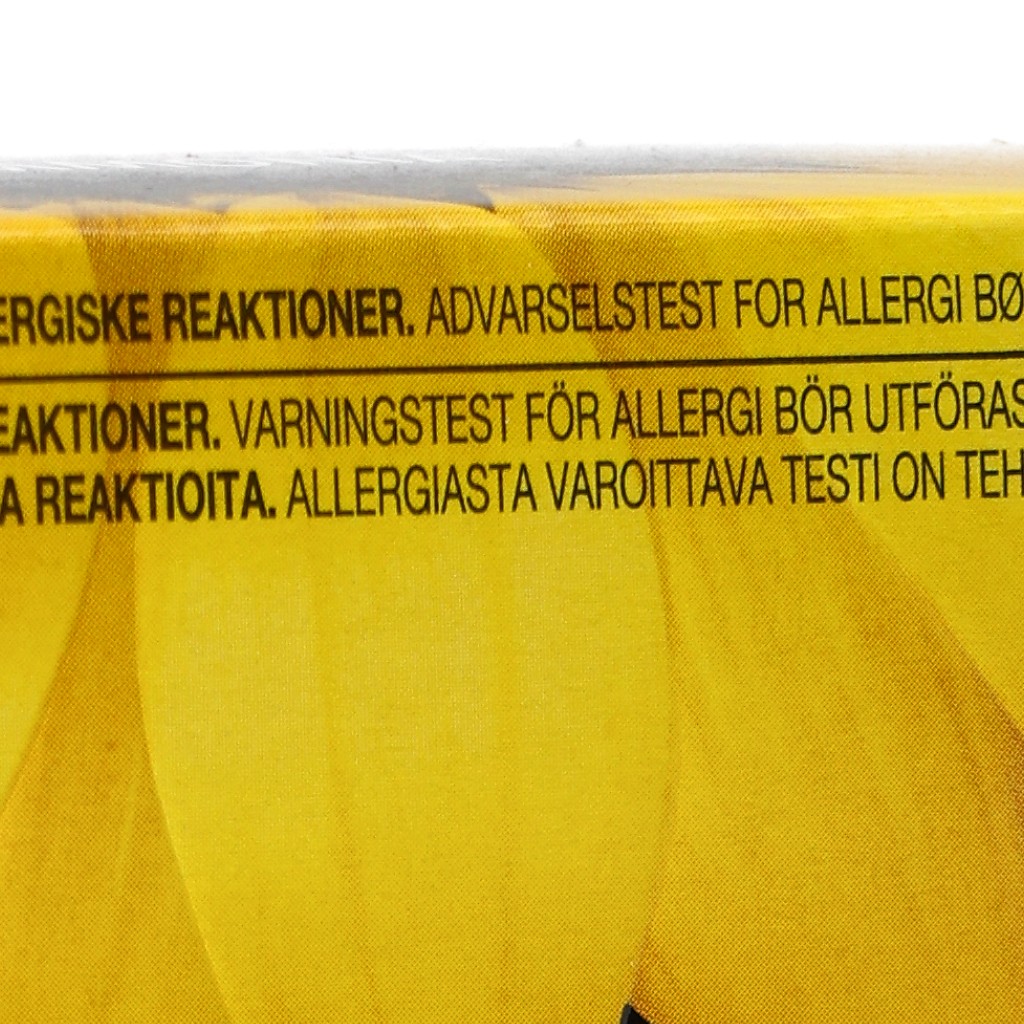 ERGISKE REAKTIONER. ADVARSELSTEST FOR ALLERGI BØ
EAKTIONER. VARNINGSTEST FÖR ALLERGI BÖR UTFÖRAS
A REAKTIOITA. ALLERGIASTA VAROITTAVA TESTI ON TEH